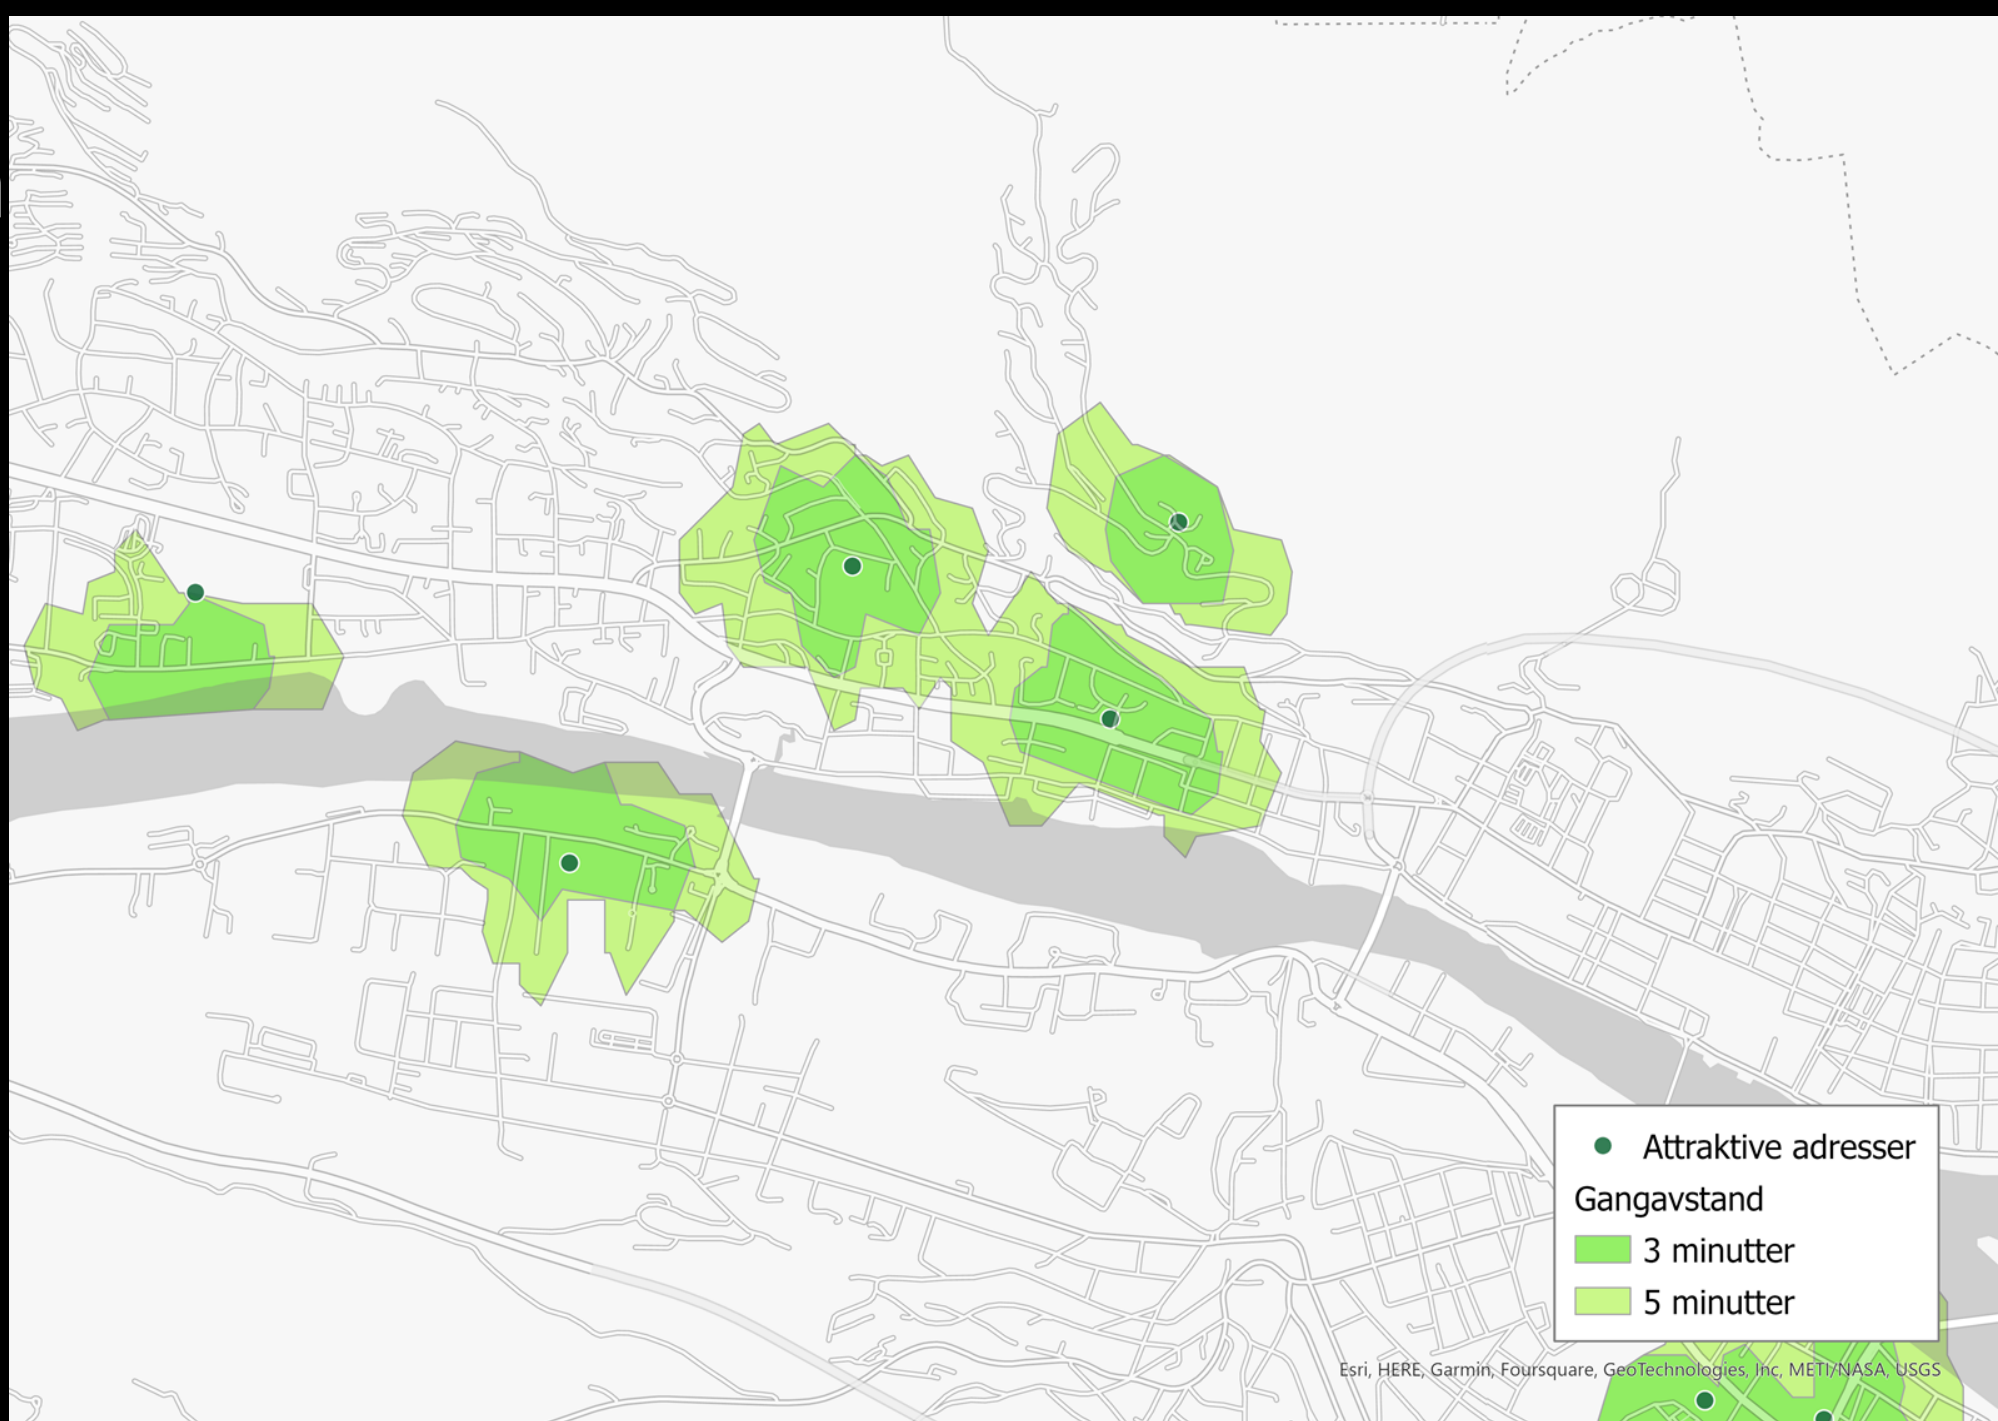 Attraktive adresser
Gangavstand
3 minutter
5 minutter
Esri, HERE, Garmin, Foursquare, GeoTechnologies, Inc, METI/NASA, USGS